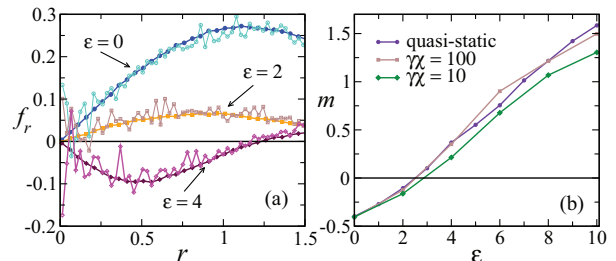 0.3
0.2
0.1
0
-0.1
-0.2
f_r
ε = 0
ε = 2
ε = 4
(a)
0 0.5 1 1.5
r
1.5
1
0.5
0
-0.5
m
quasi-static
γχ = 100
γχ = 10
(b)
0 2 4 6 8 10
ε